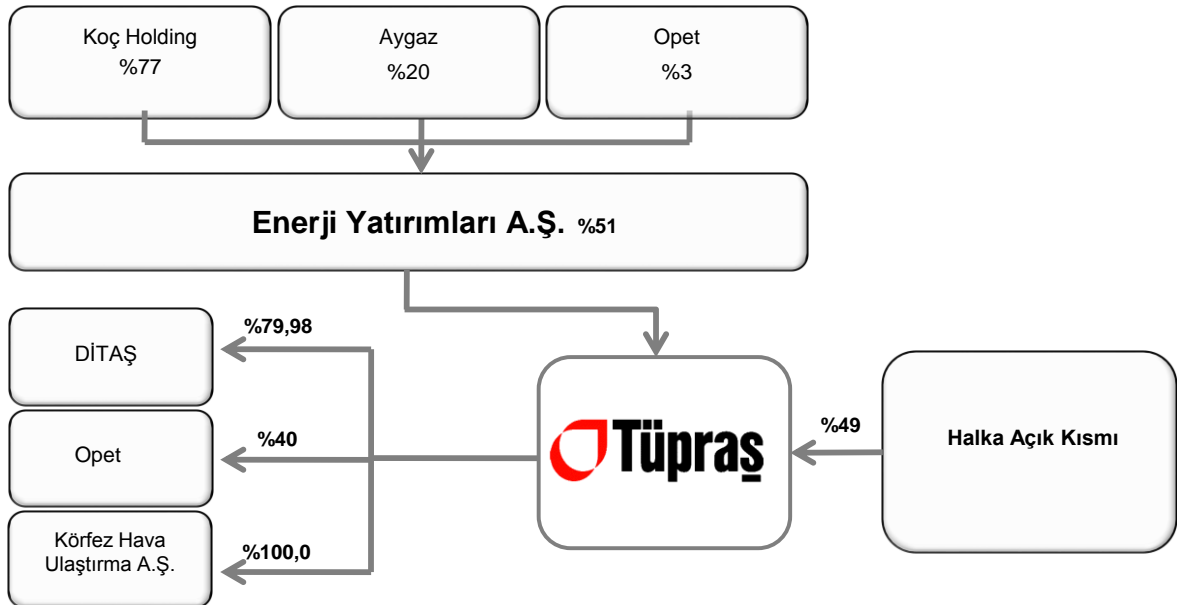 Koç Holding
%77
Aygaz
%20
Opet
%3
Enerji Yatırımları A.Ş. %51
%79,98
DİTAŞ
%40
Opet
%100,0
Körfez Hava
Ulaştırma A.Ş.
Tüpraş
%49
Halka Açık Kısmı